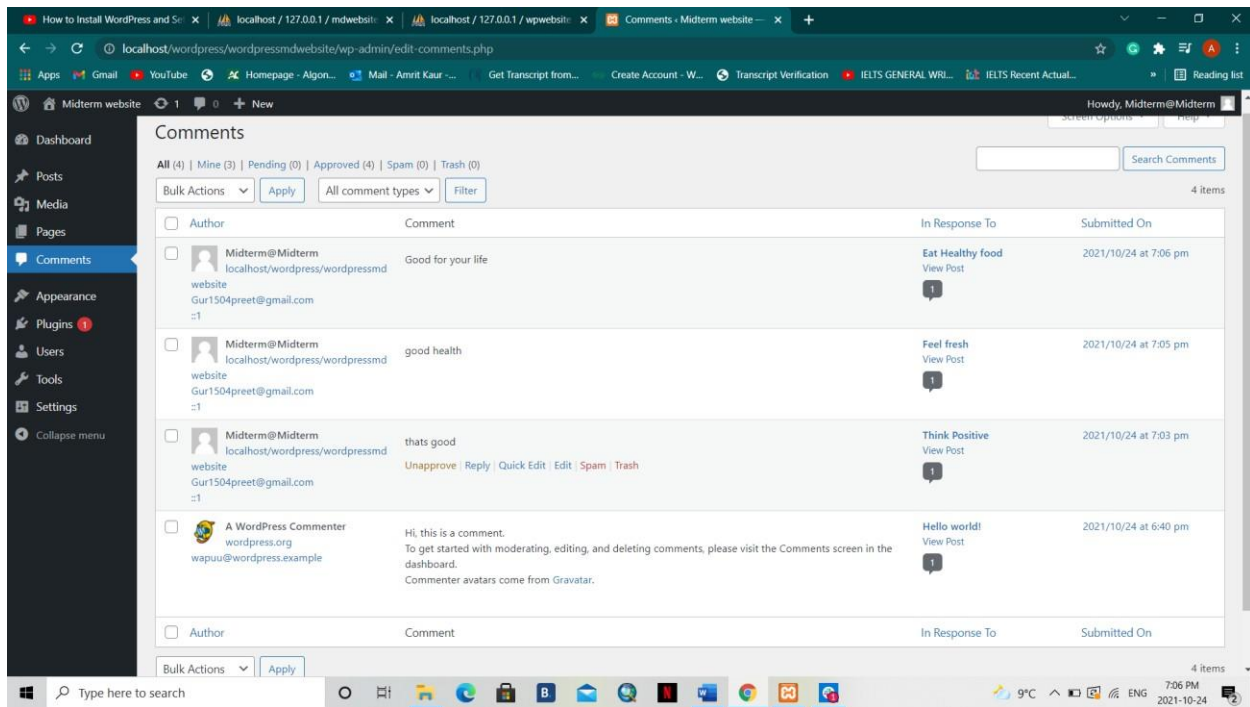 How to Install WordPress and Se
localhost / 127.0.0.1 / mdwebsite
localhost / 127.0.0.1 / wpwebsite
Comments ‹ Midterm website —
localhost/wordpress/wordpressmdwebsite/wp-admin/edit-comments.php
Apps Gmail YouTube Homepage - Algon... Mail - Amrit Kaur -... Get Transcript from... Create Account - W... Transcript Verification IELTS GENERAL WRI... IELTS Recent Actual... » Reading list
Midterm website 1 0 + New Howdy, Midterm@Midterm
Dashboard
Posts
Media
Pages
Comments
Appearance
Plugins 1
Users
Tools
Settings
Collapse menu
Screen Options Help
Comments
All (4) | Mine (3) | Pending (0) | Approved (4) | Spam (0) | Trash (0)
Search Comments
Bulk Actions Apply All comment types Filter 4 items
Author Comment In Response To Submitted On
Midterm@Midterm
localhost/wordpress/wordpressmd
website
Gur1504preet@gmail.com
::1
Good for your life
Eat Healthy food
View Post
1
2021/10/24 at 7:06 pm
Midterm@Midterm
localhost/wordpress/wordpressmd
website
Gur1504preet@gmail.com
::1
good health
Feel fresh
View Post
1
2021/10/24 at 7:05 pm
Midterm@Midterm
localhost/wordpress/wordpressmd
website
Gur1504preet@gmail.com
::1
thats good
Unapprove | Reply | Quick Edit | Edit | Spam | Trash
Think Positive
View Post
1
2021/10/24 at 7:03 pm
A WordPress Commenter
wordpress.org
wapuu@wordpress.example
Hi, this is a comment.
To get started with moderating, editing, and deleting comments, please visit the Comments screen in the
dashboard.
Commenter avatars come from Gravatar.
Hello world!
View Post
1
2021/10/24 at 6:40 pm
Author Comment In Response To Submitted On
Bulk Actions Apply 4 items
Type here to search
9°C ENG 7:06 PM
2021-10-24
2